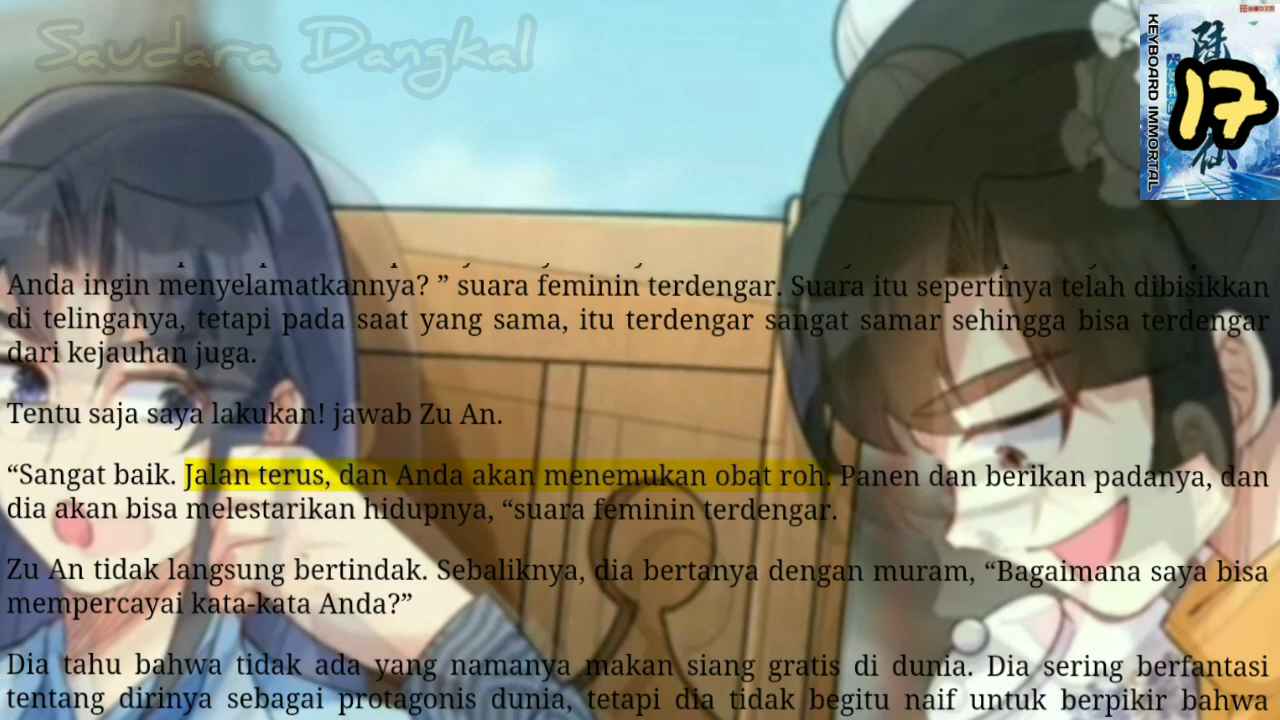 Saudara Dangkal
KEYBOARD IMMORTAL
陆
仙
17
Anda ingin menyelamatkannya? ” suara feminin terdengar. Suara itu sepertinya telah dibisikkan
di telinganya, tetapi pada saat yang sama, itu terdengar sangat samar sehingga bisa terdengar
dari kejauhan juga.
Tentu saja saya lakukan! jawab Zu An.
“Sangat baik. Jalan terus, dan Anda akan menemukan obat roh. Panen dan berikan padanya, dan
dia akan bisa melestarikan hidupnya, “suara feminin terdengar.
Zu An tidak langsung bertindak. Sebaliknya, dia bertanya dengan muram, “Bagaimana saya bisa
mempercayai kata-kata Anda?”
Dia tahu bahwa tidak ada yang namanya makan siang gratis di dunia. Dia sering berfantasi
tentang dirinya sebagai protagonis dunia, tetapi dia tidak begitu naif untuk berpikir bahwa